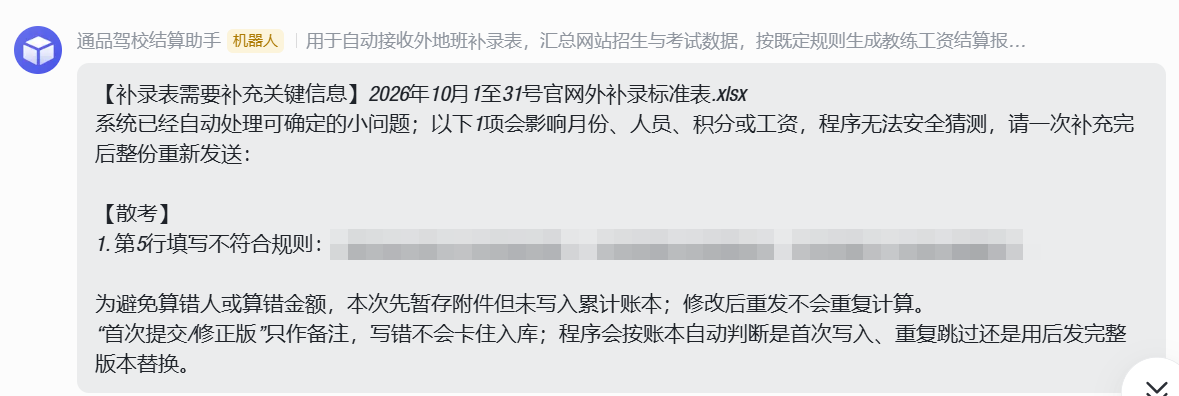 通品驾校结算助手 机器人 用于自动接收外地班补录表，汇总网站招生与考试数据，按既定规则生成教练工资结算报...
【补录表需要补充关键信息】2026年10月1至31号官网外补录标准表.xlsx
系统已经自动处理可确定的小问题；以下1项会影响月份、人员、积分或工资，程序无法安全猜测，请一次补充完
后整份重新发送：
【散考】
1. 第5行填写不符合规则：
为避免算错人或算错金额，本次先暂存附件但未写入累计账本；修改后重发不会重复计算。
“首次提交/修正版”只作备注，写错不会卡住入库；程序会按账本自动判断是首次写入、重复跳过还是用后发完整
版本替换。